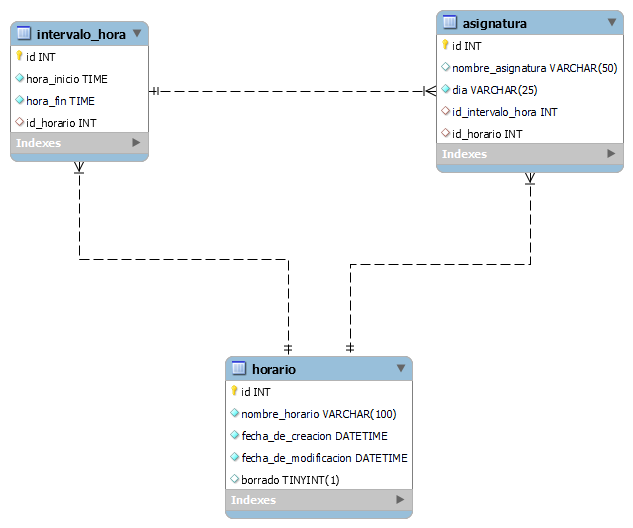 intervalo_hora
id INT
hora_inicio TIME
hora_fin TIME
id_horario INT
Indexes
asignatura
id INT
nombre_asignatura VARCHAR(50)
dia VARCHAR(25)
id_intervalo_hora INT
id_horario INT
Indexes
horario
id INT
nombre_horario VARCHAR(100)
fecha_de_creacion DATETIME
fecha_de_modificacion DATETIME
borrado TINYINT(1)
Indexes